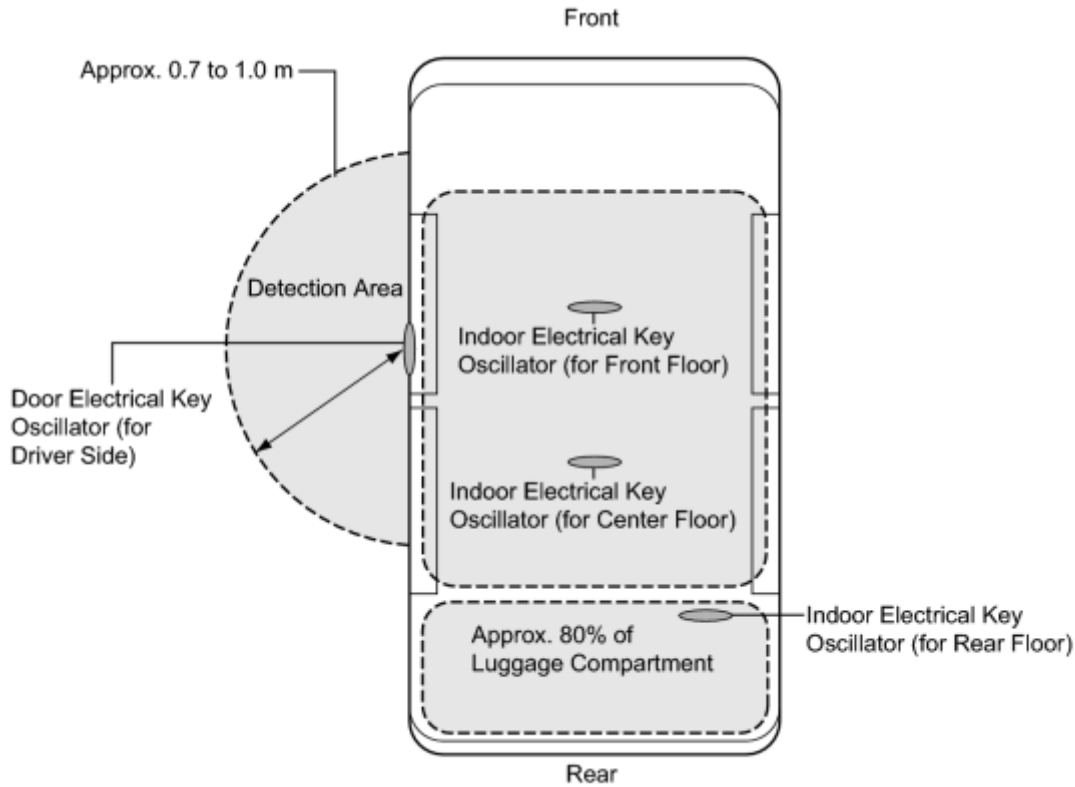 Front
Approx. 0.7 to 1.0 m
Detection Area
Indoor Electrical Key
Oscillator (for Front Floor)
Door Electrical Key
Oscillator (for
Driver Side)
Indoor Electrical Key
Oscillator (for Center Floor)
Indoor Electrical Key
Oscillator (for Rear Floor)
Approx. 80% of
Luggage Compartment
Rear